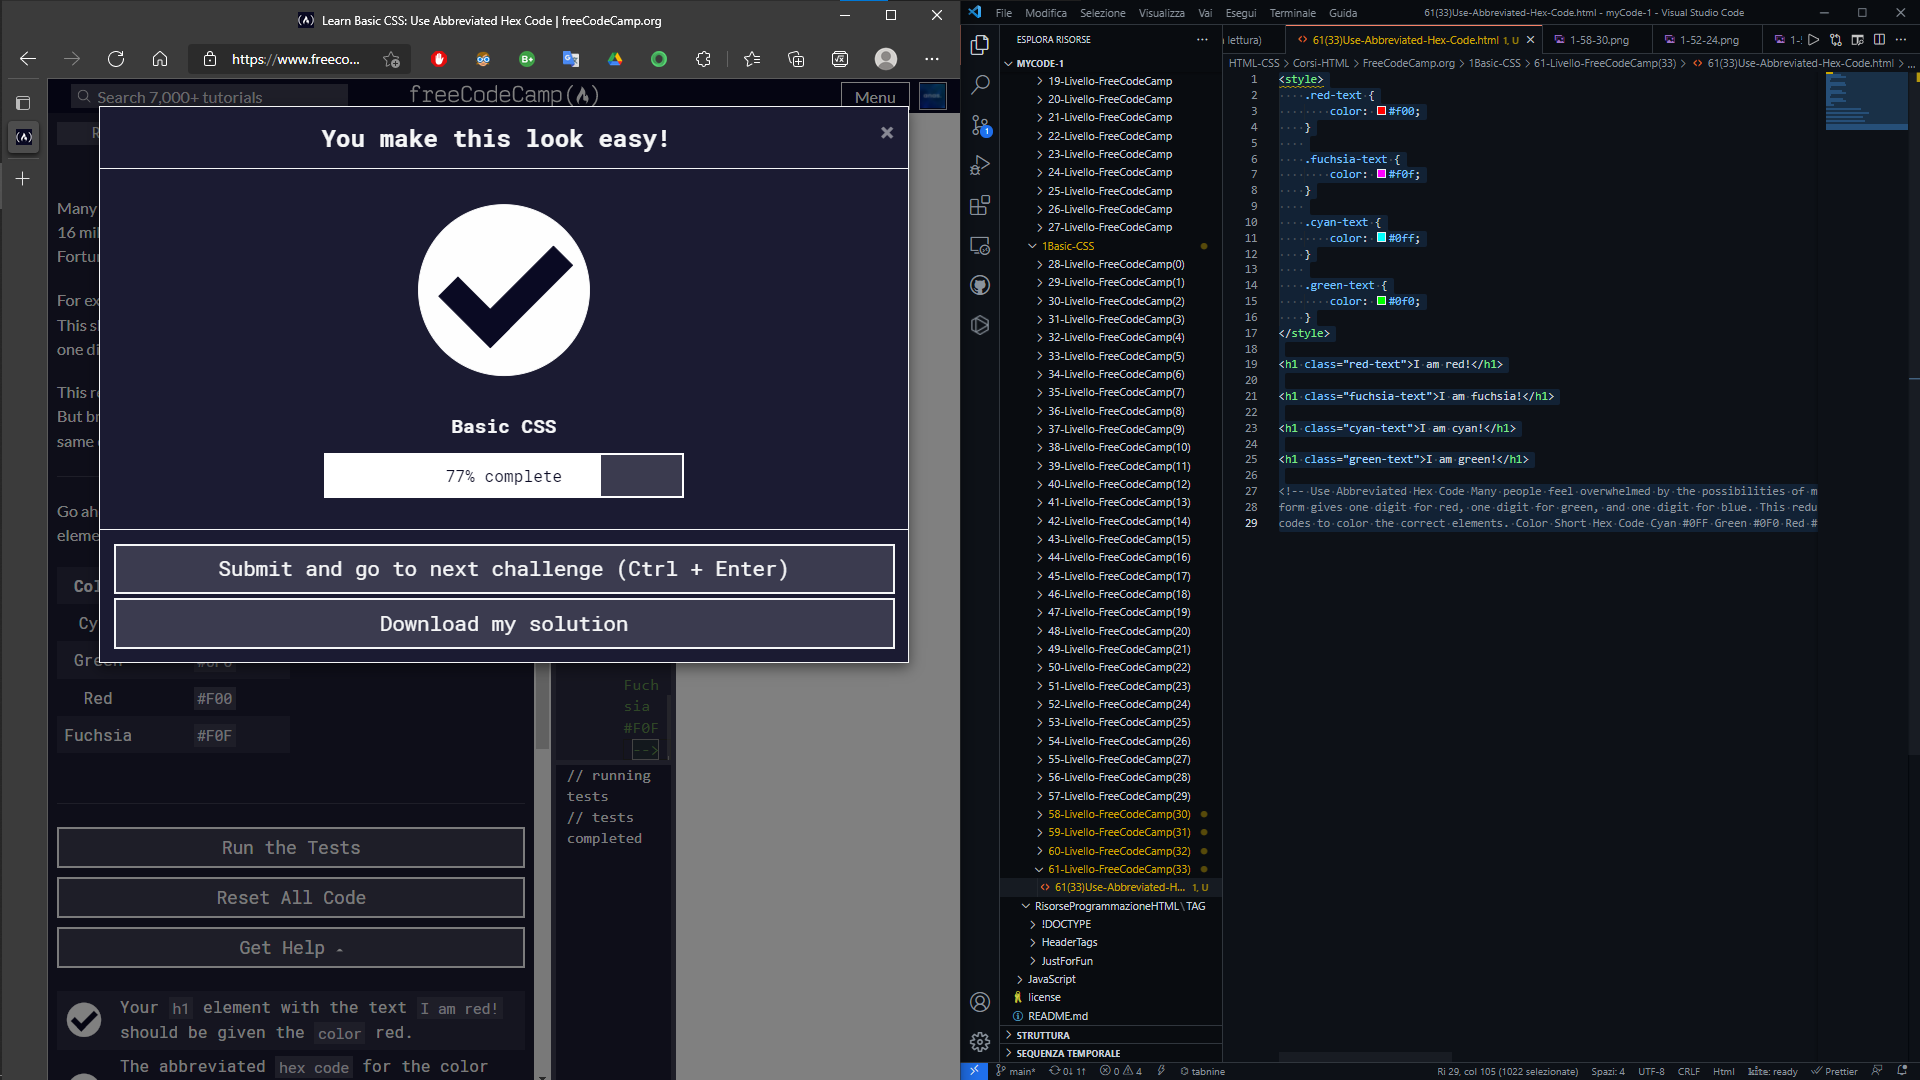 Learn Basic CSS: Use Abbreviated Hex Code | freeCodeCamp.org
https://www.freeco...
Search 7,000+ tutorials
freeCodeCamp(🔥)
Menu
You make this look easy!
×
Many
16 mil
Fortur
For ex
This s
one di
This r
But br
same
Go ah
eleme
Basic CSS
77% complete
Submit and go to next challenge (Ctrl + Enter)
Download my solution
Col
Cy
Green
Red #F00
Fuchsia #F0F
Fuch
sia
#F0F
-->
// running
tests
// tests
completed
Run the Tests
Reset All Code
Get Help
Your h1 element with the text I am red!
should be given the color red.
The abbreviated hex code for the color
File Modifica Selezione Visualizza Vai Esegui Terminale Guida
61(33)Use-Abbreviated-Hex-Code.html - myCode-1 - Visual Studio Code
ESPLORA RISORSE
lettura)
61(33)Use-Abbreviated-Hex-Code.html 1, U
1-58-30.png
1-52-24.png
1-
HTML-CSS > Corsi-HTML > FreeCodeCamp.org > 1Basic-CSS > 61-Livello-FreeCodeCamp(33) > 61(33)Use-Abbreviated-Hex-Code.html > ...
MYCODE-1
19-Livello-FreeCodeCamp
20-Livello-FreeCodeCamp
21-Livello-FreeCodeCamp
22-Livello-FreeCodeCamp
23-Livello-FreeCodeCamp
24-Livello-FreeCodeCamp
25-Livello-FreeCodeCamp
26-Livello-FreeCodeCamp
27-Livello-FreeCodeCamp
1Basic-CSS
28-Livello-FreeCodeCamp(0)
29-Livello-FreeCodeCamp(1)
30-Livello-FreeCodeCamp(2)
31-Livello-FreeCodeCamp(3)
32-Livello-FreeCodeCamp(4)
33-Livello-FreeCodeCamp(5)
34-Livello-FreeCodeCamp(6)
35-Livello-FreeCodeCamp(7)
36-Livello-FreeCodeCamp(8)
37-Livello-FreeCodeCamp(9)
38-Livello-FreeCodeCamp(10)
39-Livello-FreeCodeCamp(11)
40-Livello-FreeCodeCamp(12)
41-Livello-FreeCodeCamp(13)
42-Livello-FreeCodeCamp(14)
43-Livello-FreeCodeCamp(15)
44-Livello-FreeCodeCamp(16)
45-Livello-FreeCodeCamp(17)
46-Livello-FreeCodeCamp(18)
47-Livello-FreeCodeCamp(19)
48-Livello-FreeCodeCamp(20)
49-Livello-FreeCodeCamp(21)
50-Livello-FreeCodeCamp(22)
51-Livello-FreeCodeCamp(23)
52-Livello-FreeCodeCamp(24)
53-Livello-FreeCodeCamp(25)
54-Livello-FreeCodeCamp(26)
55-Livello-FreeCodeCamp(27)
56-Livello-FreeCodeCamp(28)
57-Livello-FreeCodeCamp(29)
58-Livello-FreeCodeCamp(30)
59-Livello-FreeCodeCamp(31)
60-Livello-FreeCodeCamp(32)
61-Livello-FreeCodeCamp(33)
61(33)Use-Abbreviated-H... 1, U
RisorseProgrammazioneHTML\TAG
!DOCTYPE
HeaderTags
JustForFun
JavaScript
license
README.md
STRUTTURA
SEQUENZA TEMPORALE
1 <style>
2 .red-text {
3 color: #f00;
4 }
5
6 .fuchsia-text {
7 color: #f0f;
8 }
9
10 .cyan-text {
11 color: #0ff;
12 }
13
14 .green-text {
15 color: #0f0;
16 }
17 </style>
18
19 <h1 class="red-text">I am red!</h1>
20
21 <h1 class="fuchsia-text">I am fuchsia!</h1>
22
23 <h1 class="cyan-text">I am cyan!</h1>
24
25 <h1 class="green-text">I am green!</h1>
26
27 <!-- Use Abbreviated Hex Code Many people feel overwhelmed by the possibilities of m
28 form gives one digit for red, one digit for green, and one digit for blue. This redu
29 codes to color the correct elements. Color Short Hex Code Cyan #0FF Green #0F0 Red #
main* 0↓ 1↑ 0 4 tabnine
Ri 29, col 105 (1022 selezionate) Spazi: 4 UTF-8 CRLF Html kite: ready Prettier